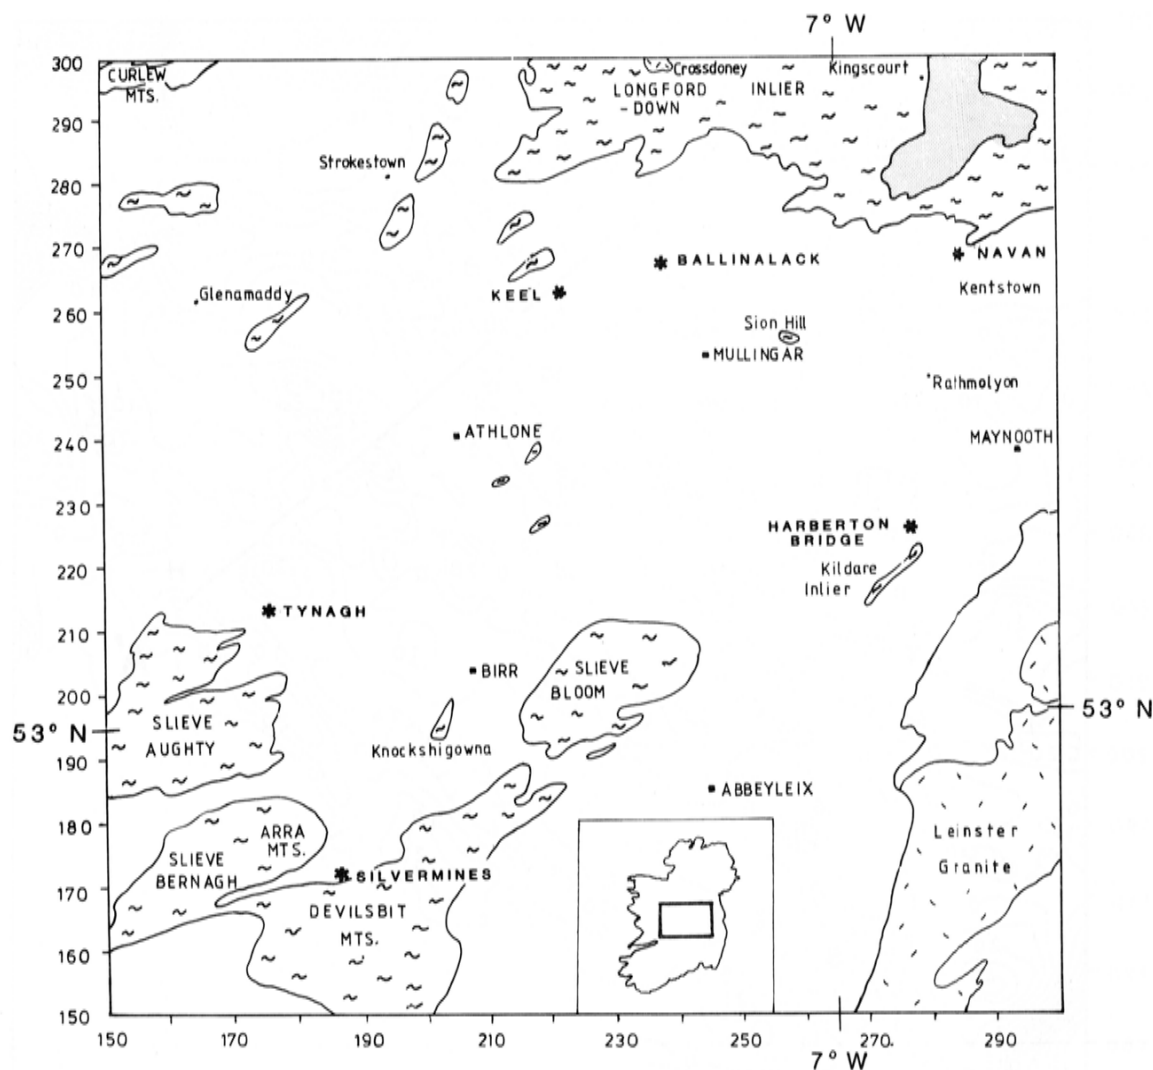 7° W
300
CURLEW
MTS.
Crossdoney
Kingscourt
LONGFORD
-DOWN
INLIER
290
Strokestown
280
270
BALLINALACK
NAVAN
Glenamaddy
KEEL
Kentstown
260
Sion Hill
MULLINGAR
250
Rathmolyon
240
ATHLONE
MAYNOOTH
230
HARBERTON
BRIDGE
220
Kildare
Inlier
TYNAGH
210
BIRR
SLIEVE
BLOOM
200
53° N
SLIEVE
AUGHTY
Knockshigowna
53° N
190
ABBEYLEIX
180
ARRA
MTS.
SLIEVE
BERNAGH
Leinster
Granite
170
SILVERMINES
DEVILSBIT
MTS.
160
150
150
170
190
210
230
250
270.
290
7° W